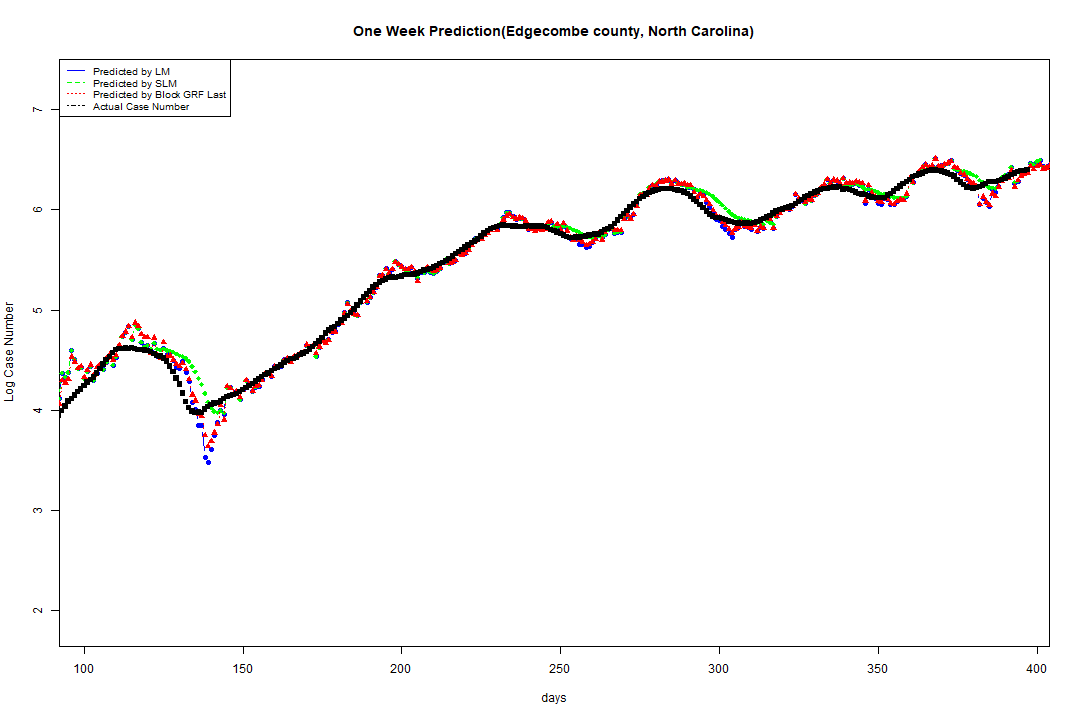 One Week Prediction(Edgecombe county, North Carolina)
Predicted by LM
Predicted by SLM
Predicted by Block GRF Last
Actual Case Number
7
6
5
4
3
2
Log Case Number
100 150 200 250 300 350 400
days